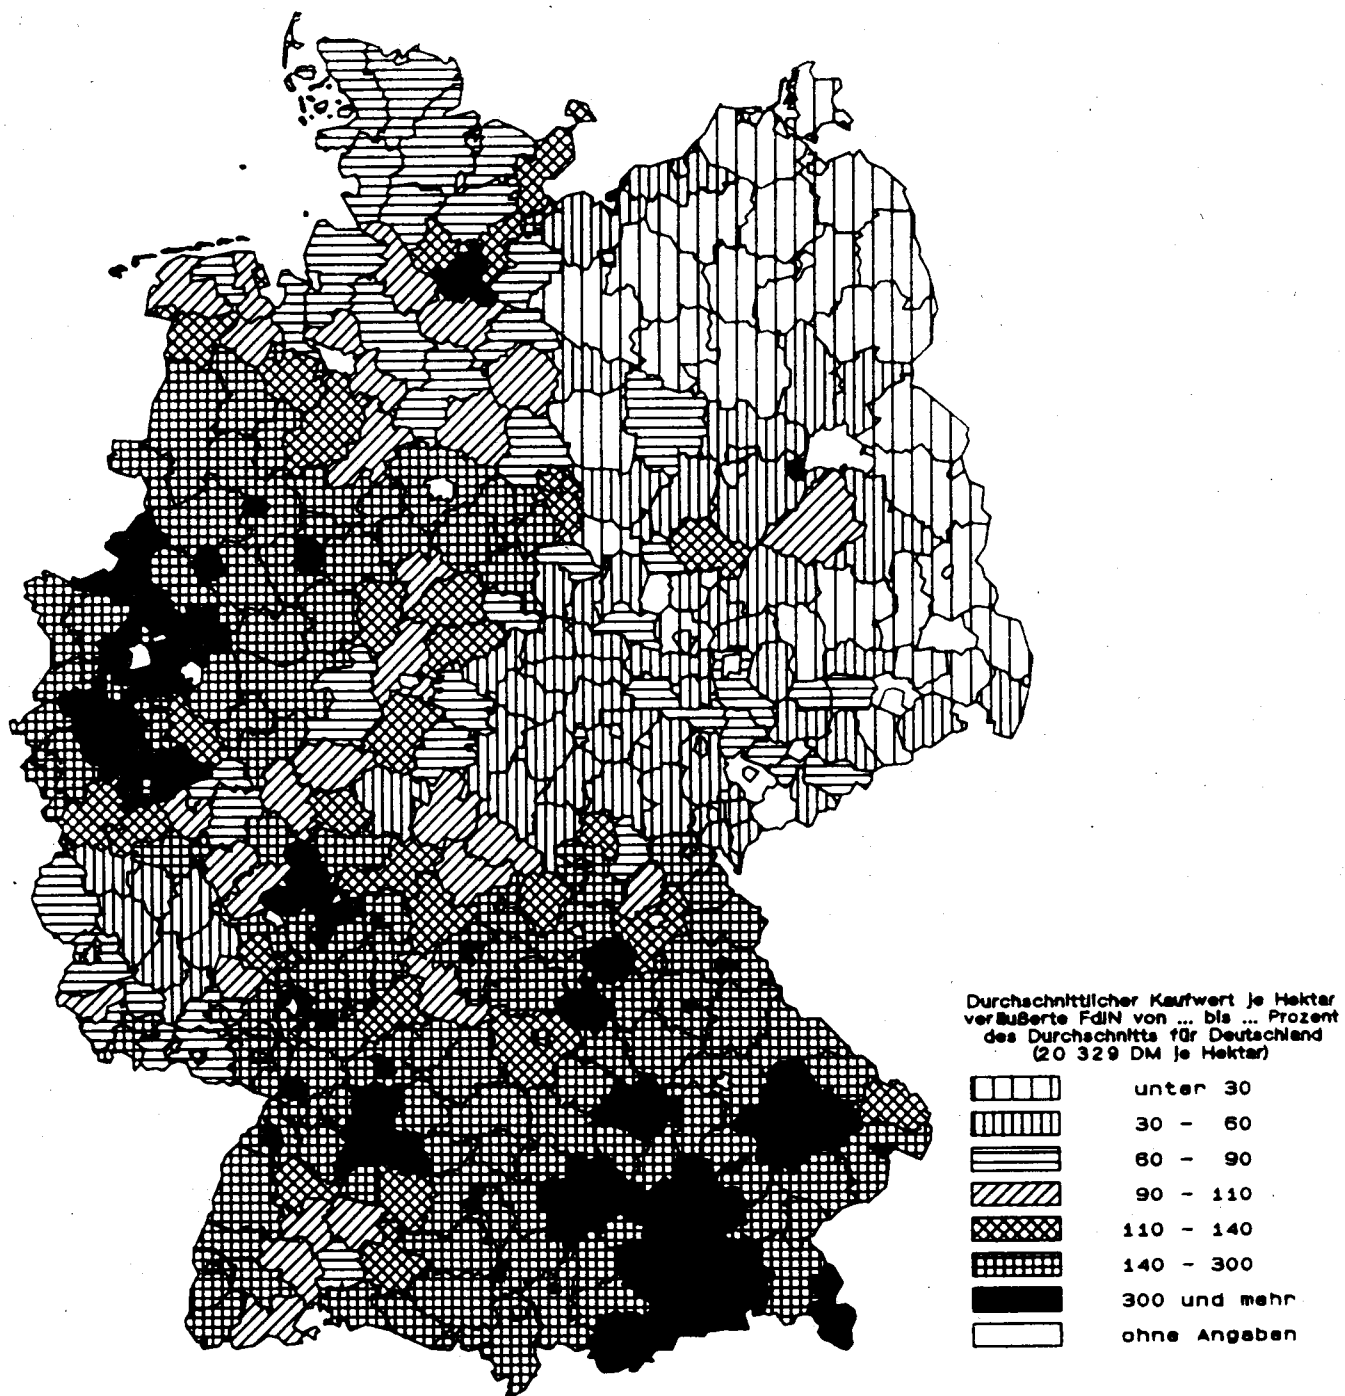 Durchschnittlicher Kaufwert je Hektar
veräußerte FdlN von ... bis ... Prozent
des Durchschnitts für Deutschland
(20 329 DM je Hektar)
unter 30
30 - 60
60 - 90
90 - 110
110 - 140
140 - 300
300 und mehr
ohne Angaben